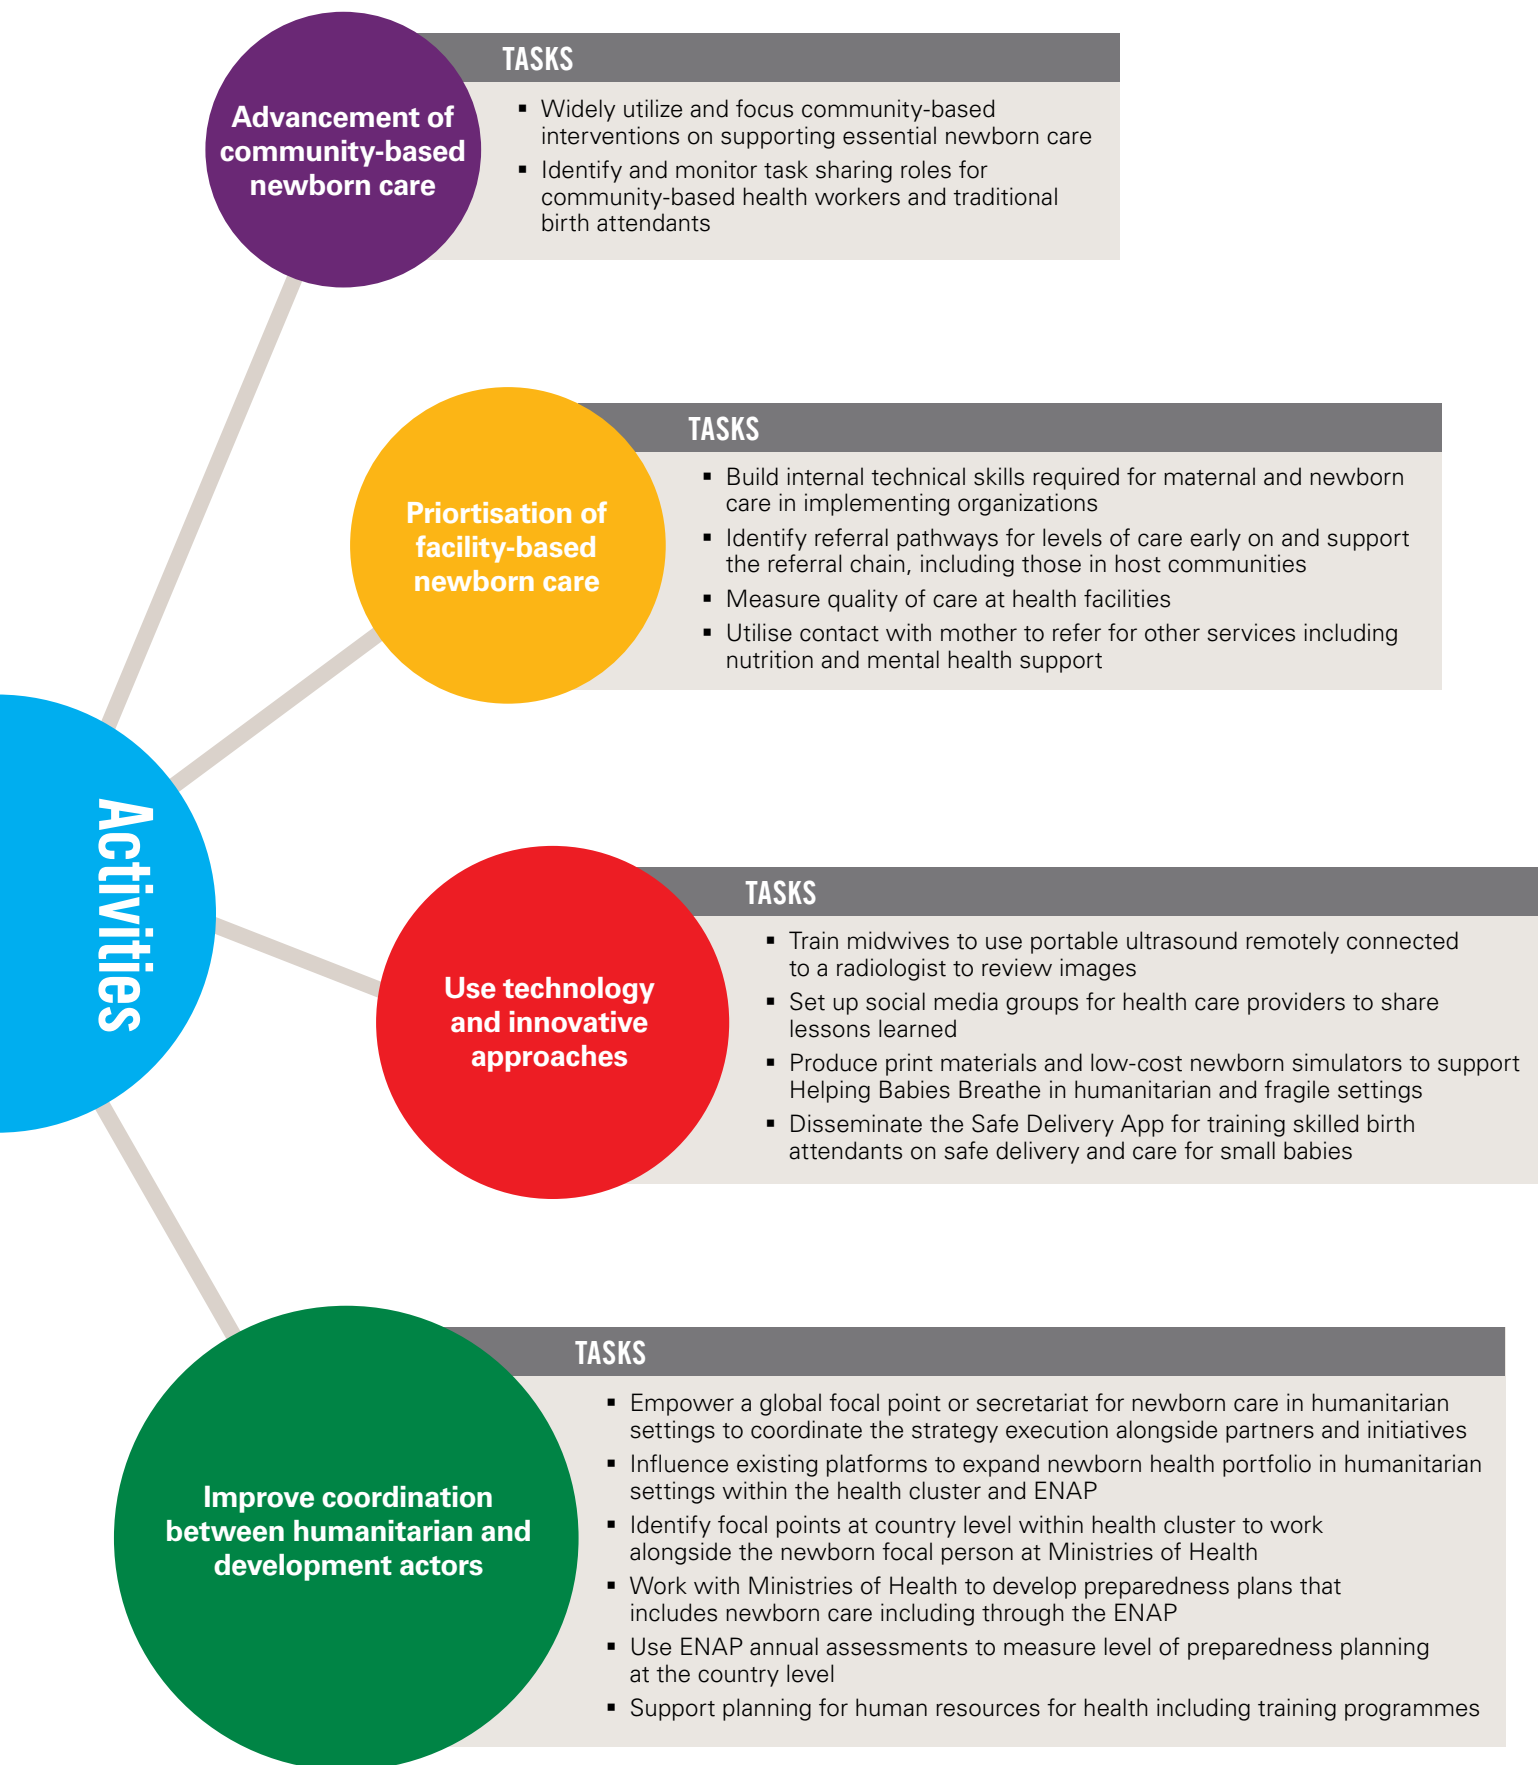 Advancement of
community-based
newborn care
TASKS
▪ Widely utilize and focus community-based
interventions on supporting essential newborn care
▪ Identify and monitor task sharing roles for
community-based health workers and traditional
birth attendants
Priortisation of
facility-based
newborn care
TASKS
▪ Build internal technical skills required for maternal and newborn
care in implementing organizations
▪ Identify referral pathways for levels of care early on and support
the referral chain, including those in host communities
▪ Measure quality of care at health facilities
▪ Utilise contact with mother to refer for other services including
nutrition and mental health support
Activities
Use technology
and innovative
approaches
TASKS
▪ Train midwives to use portable ultrasound remotely connected
to a radiologist to review images
▪ Set up social media groups for health care providers to share
lessons learned
▪ Produce print materials and low-cost newborn simulators to support
Helping Babies Breathe in humanitarian and fragile settings
▪ Disseminate the Safe Delivery App for training skilled birth
attendants on safe delivery and care for small babies
Improve coordination
between humanitarian and
development actors
TASKS
▪ Empower a global focal point or secretariat for newborn care in humanitarian
settings to coordinate the strategy execution alongside partners and initiatives
▪ Influence existing platforms to expand newborn health portfolio in humanitarian
settings within the health cluster and ENAP
▪ Identify focal points at country level within health cluster to work
alongside the newborn focal person at Ministries of Health
▪ Work with Ministries of Health to develop preparedness plans that
includes newborn care including through the ENAP
▪ Use ENAP annual assessments to measure level of preparedness planning
at the country level
▪ Support planning for human resources for health including training programmes